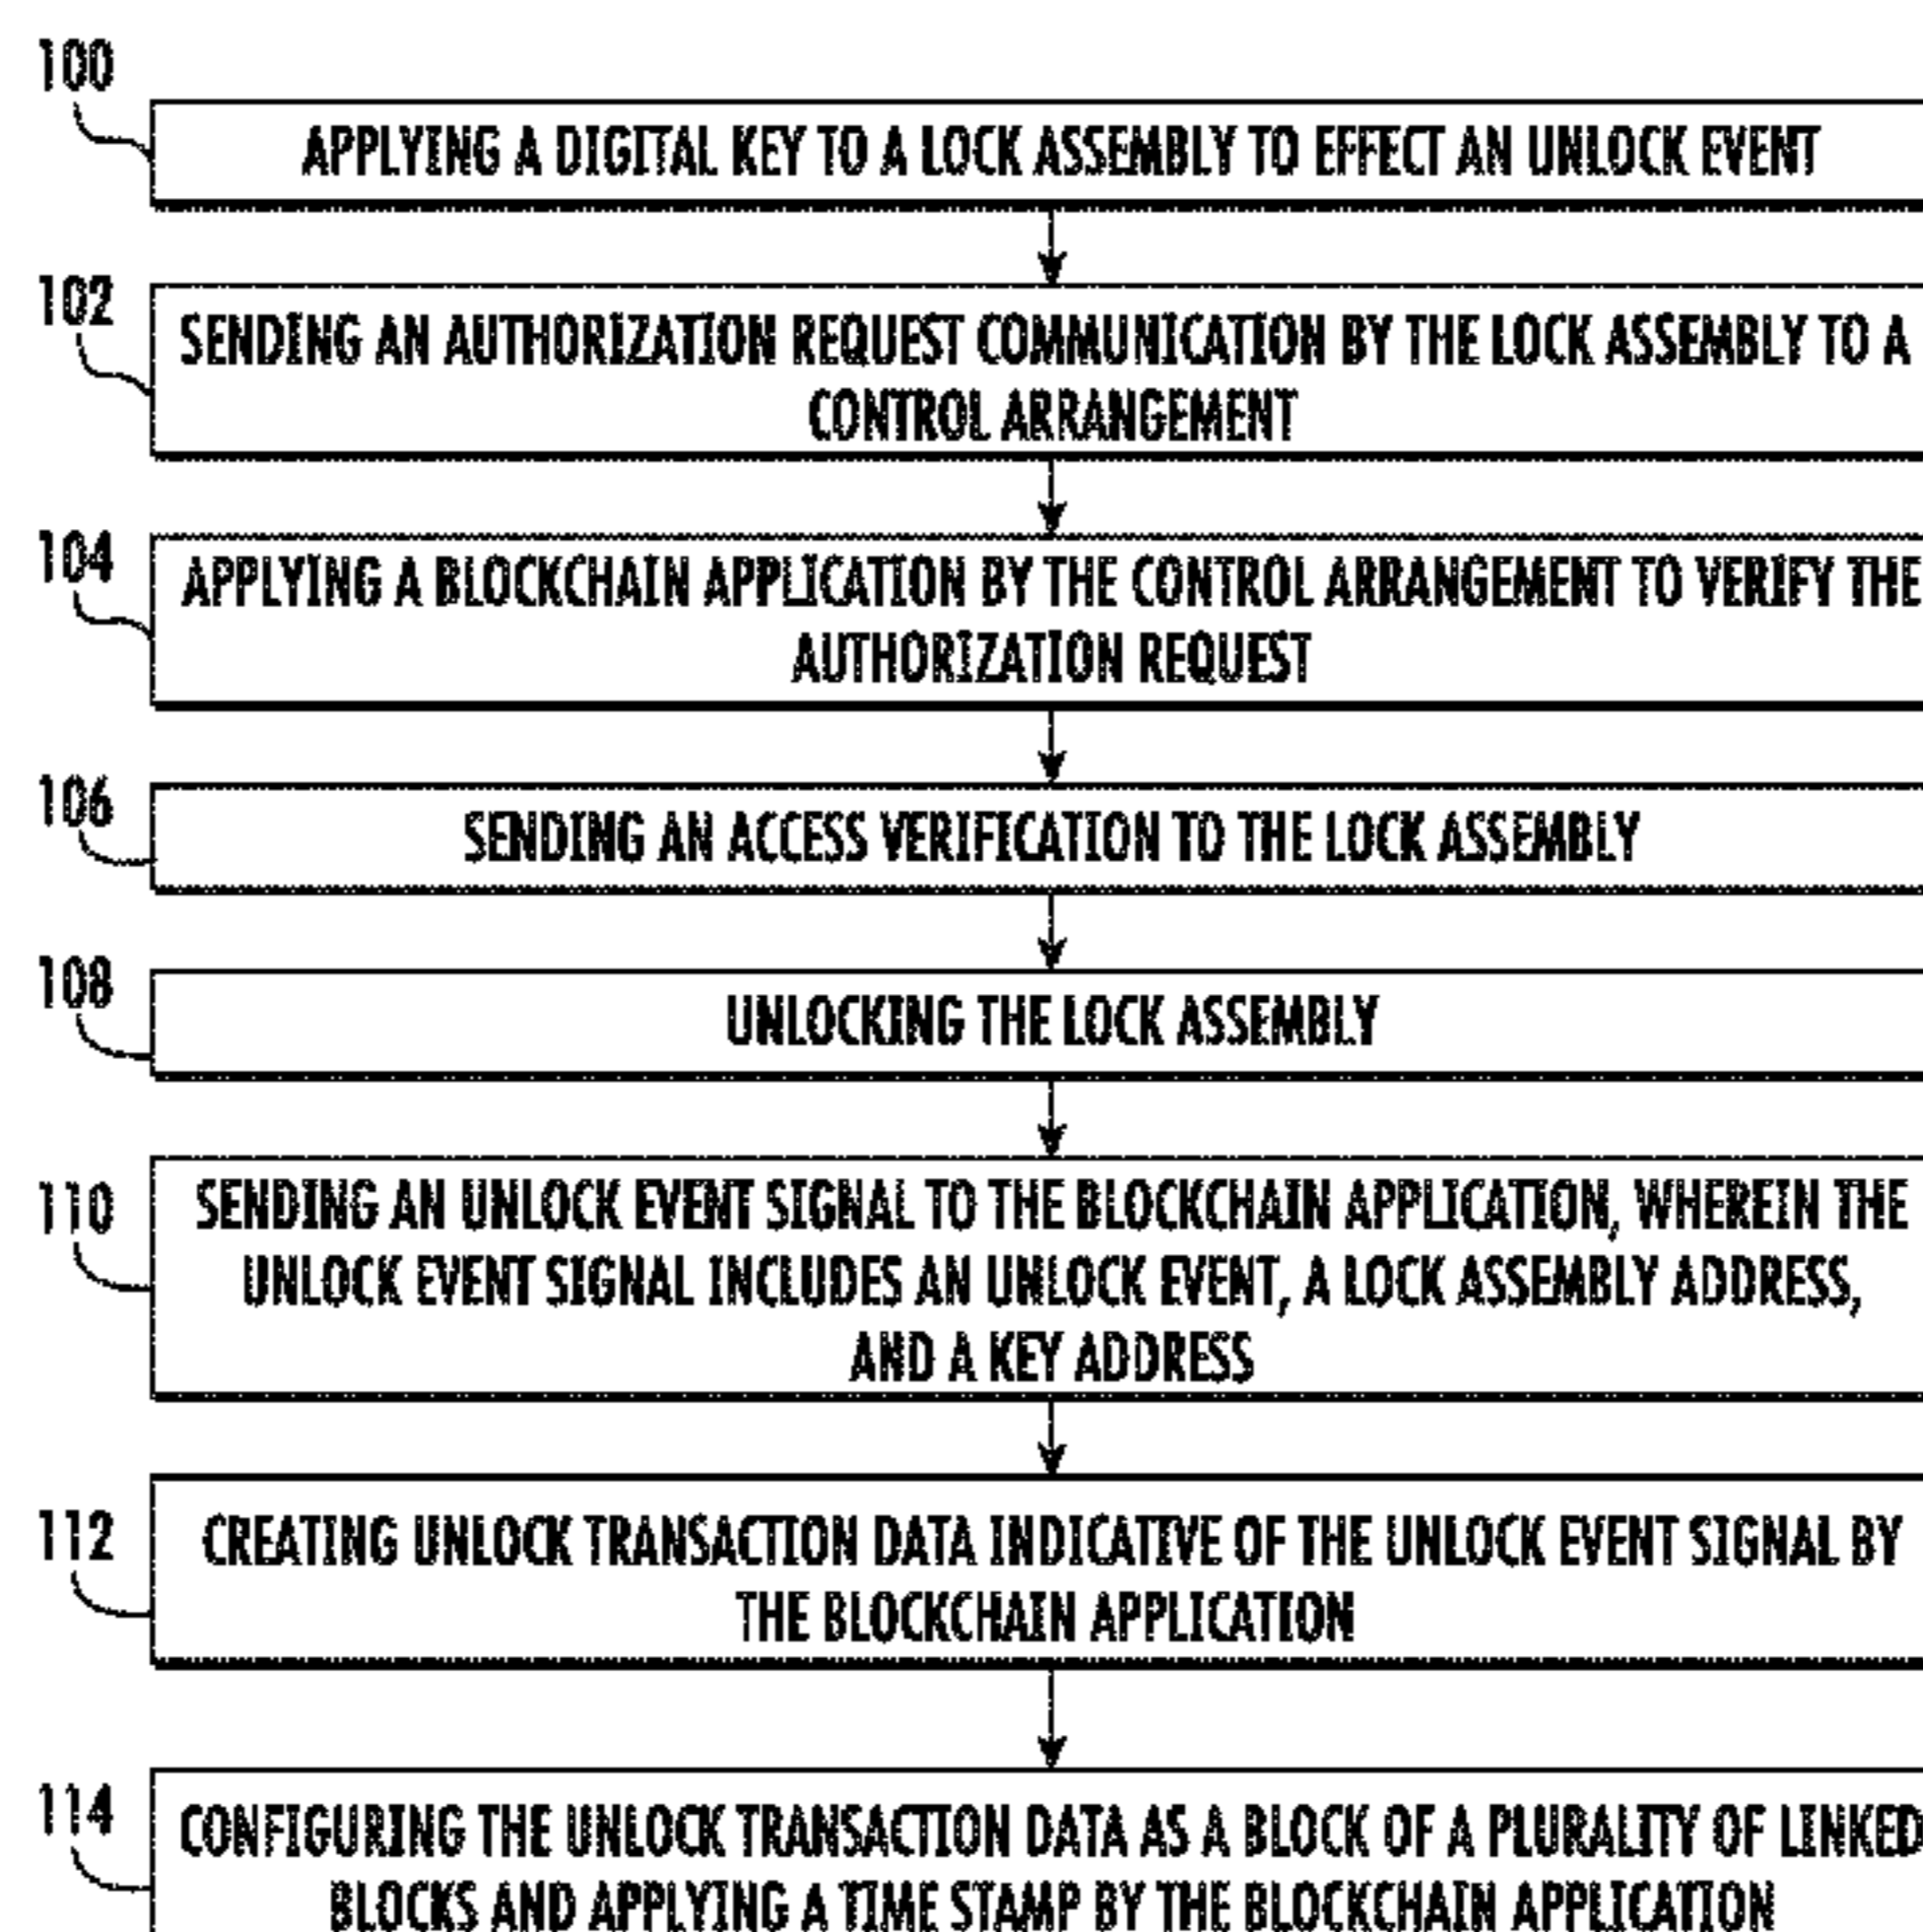 100
APPLYING A DIGITAL KEY TO A LOCK ASSEMBLY TO EFFECT AN UNLOCK EVENT
102
SENDING AN AUTHORIZATION REQUEST COMMUNICATION BY THE LOCK ASSEMBLY TO A
CONTROL ARRANGEMENT
104
APPLYING A BLOCKCHAIN APPLICATION BY THE CONTROL ARRANGEMENT TO VERIFY THE
AUTHORIZATION REQUEST
106
SENDING AN ACCESS VERIFICATION TO THE LOCK ASSEMBLY
108
UNLOCKING THE LOCK ASSEMBLY
110
SENDING AN UNLOCK EVENT SIGNAL TO THE BLOCKCHAIN APPLICATION, WHEREIN THE
UNLOCK EVENT SIGNAL INCLUDES AN UNLOCK EVENT, A LOCK ASSEMBLY ADDRESS,
AND A KEY ADDRESS
112
CREATING UNLOCK TRANSACTION DATA INDICATIVE OF THE UNLOCK EVENT SIGNAL BY
THE BLOCKCHAIN APPLICATION
114
CONFIGURING THE UNLOCK TRANSACTION DATA AS A BLOCK OF A PLURALITY OF LINKED
BLOCKS AND APPLYING A TIME STAMP BY THE BLOCKCHAIN APPLICATION